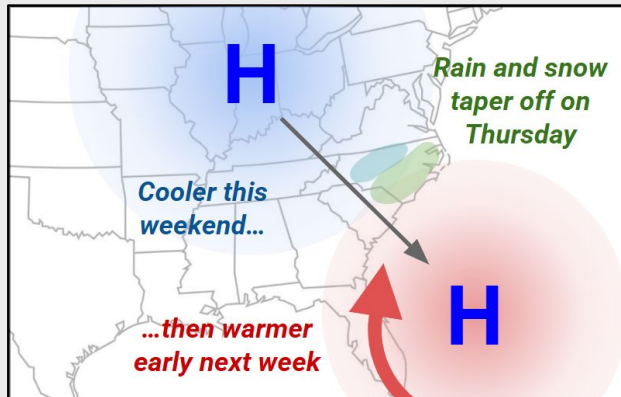 H
Rain and snow
taper off on
Thursday
Cooler this
weekend...
H
...then warmer
early next week